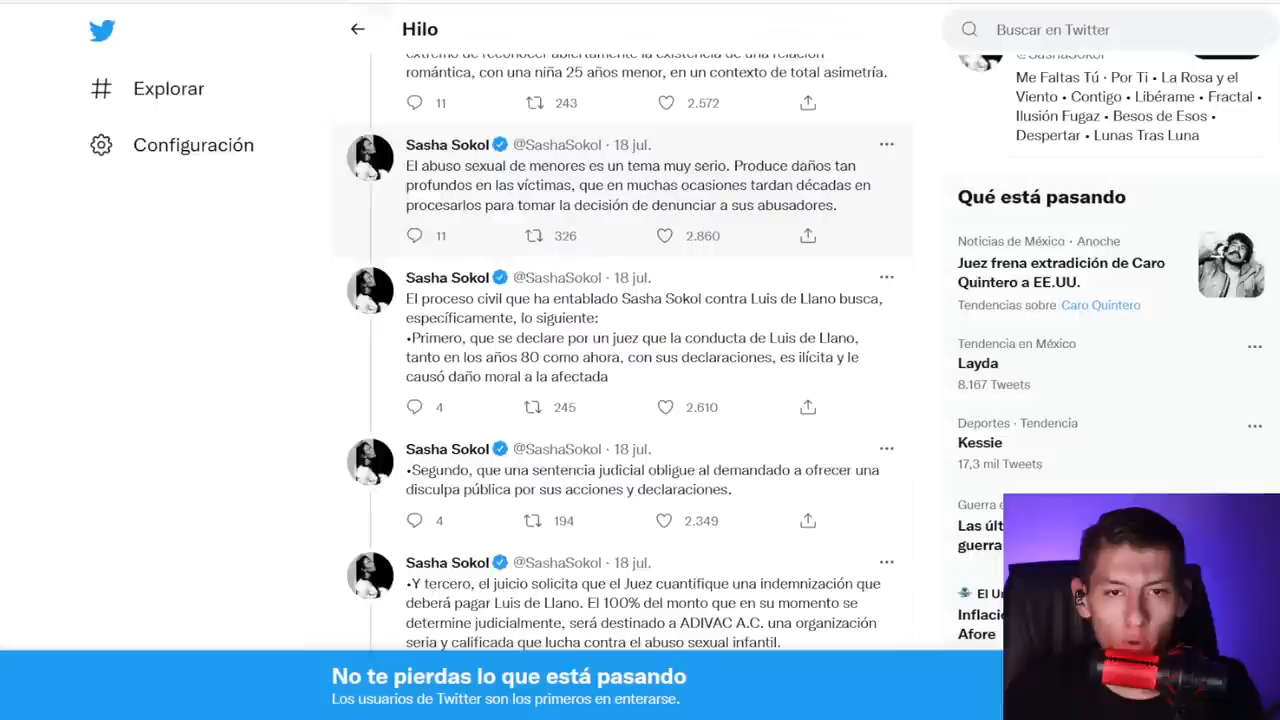 Explorar
Configuración
Hilo
extremo de reconocer abiertamente la existencia de una relación
romántica, con una niña 25 años menor, en un contexto de total asimetría.
11 243 2.572
Sasha Sokol @SashaSokol · 18 jul.
El abuso sexual de menores es un tema muy serio. Produce daños tan
profundos en las víctimas, que en muchas ocasiones tardan décadas en
procesarlos para tomar la decisión de denunciar a sus abusadores.
11 326 2.860
Sasha Sokol @SashaSokol · 18 jul.
El proceso civil que ha entablado Sasha Sokol contra Luis de Llano busca,
específicamente, lo siguiente:
•Primero, que se declare por un juez que la conducta de Luis de Llano,
tanto en los años 80 como ahora, con sus declaraciones, es ilícita y le
causó daño moral a la afectada
4 245 2.610
Sasha Sokol @SashaSokol · 18 jul.
•Segundo, que una sentencia judicial obligue al demandado a ofrecer una
disculpa pública por sus acciones y declaraciones.
4 194 2.349
Sasha Sokol @SashaSokol · 18 jul.
•Y tercero, el juicio solicita que el Juez cuantifique una indemnización que
deberá pagar Luis de Llano. El 100% del monto que en su momento se
determine judicialmente, será destinado a ADIVAC A.C. una organización
seria y calificada que lucha contra el abuso sexual infantil.
Buscar en Twitter
@SashaSokol
Me Faltas Tú · Por Ti • La Rosa y el
Viento • Contigo • Libérame • Fractal •
Ilusión Fugaz • Besos de Esos •
Despertar • Lunas Tras Luna
Qué está pasando
Noticias de México · Anoche
Juez frena extradición de Caro
Quintero a EE.UU.
Tendencias sobre Caro Quintero
Tendencia en México
Layda
8.167 Tweets
Deportes · Tendencia
Kessie
17,3 mil Tweets
Guerra
Las últ
guerra
El Un
Inflacio
Afore
No te pierdas lo que está pasando
Los usuarios de Twitter son los primeros en enterarse.